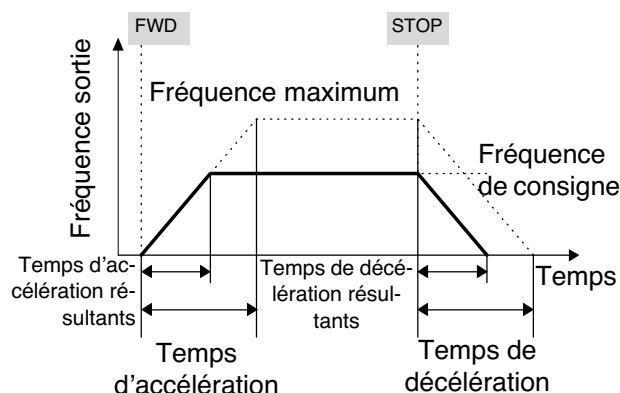 FWD
STOP
Fréquence sortie
Fréquence maximum
Fréquence
de consigne
Temps d'ac-
célération ré-
sultants
Temps de décé-
lération résul-
tants
Temps
Temps
d'accélération
Temps de
décélération